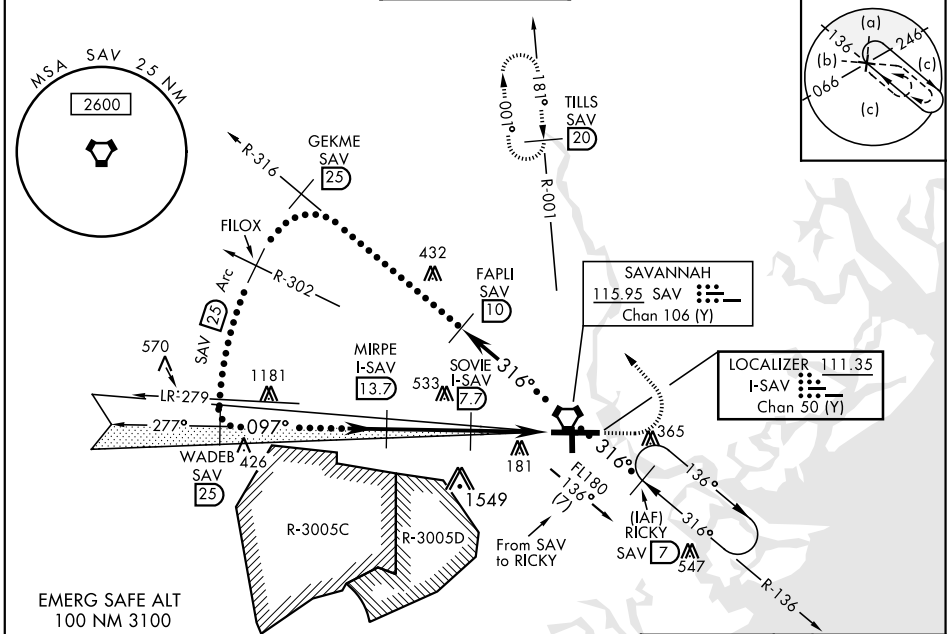 MSA SAV 25 NM
2600
(a)
136
246
(b)
(c)
066
(c)
181°
001°
TILLS
SAV
20
R-001
GEKME
SAV
25
R-316
FILOX
R-302
SAV 25 Arc
432
FAPLI
SAV
10
316°
SAVANNAH
115.95 SAV
Chan 106 (Y)
LOCALIZER 111.35
I-SAV
Chan 50 (Y)
570
LR-279
1181
MIRPE
I-SAV
13.7
533
SOVIE
I-SAV
7.7
277°
097°
WADEB
SAV
25
426
181
365
316°
FL180
136°
(7)
136°
316°
(IAF)
RICKY
SAV 7
547
From SAV
to RICKY
R-136
1549
R-3005C
R-3005D
EMERG SAFE ALT
100 NM 3100